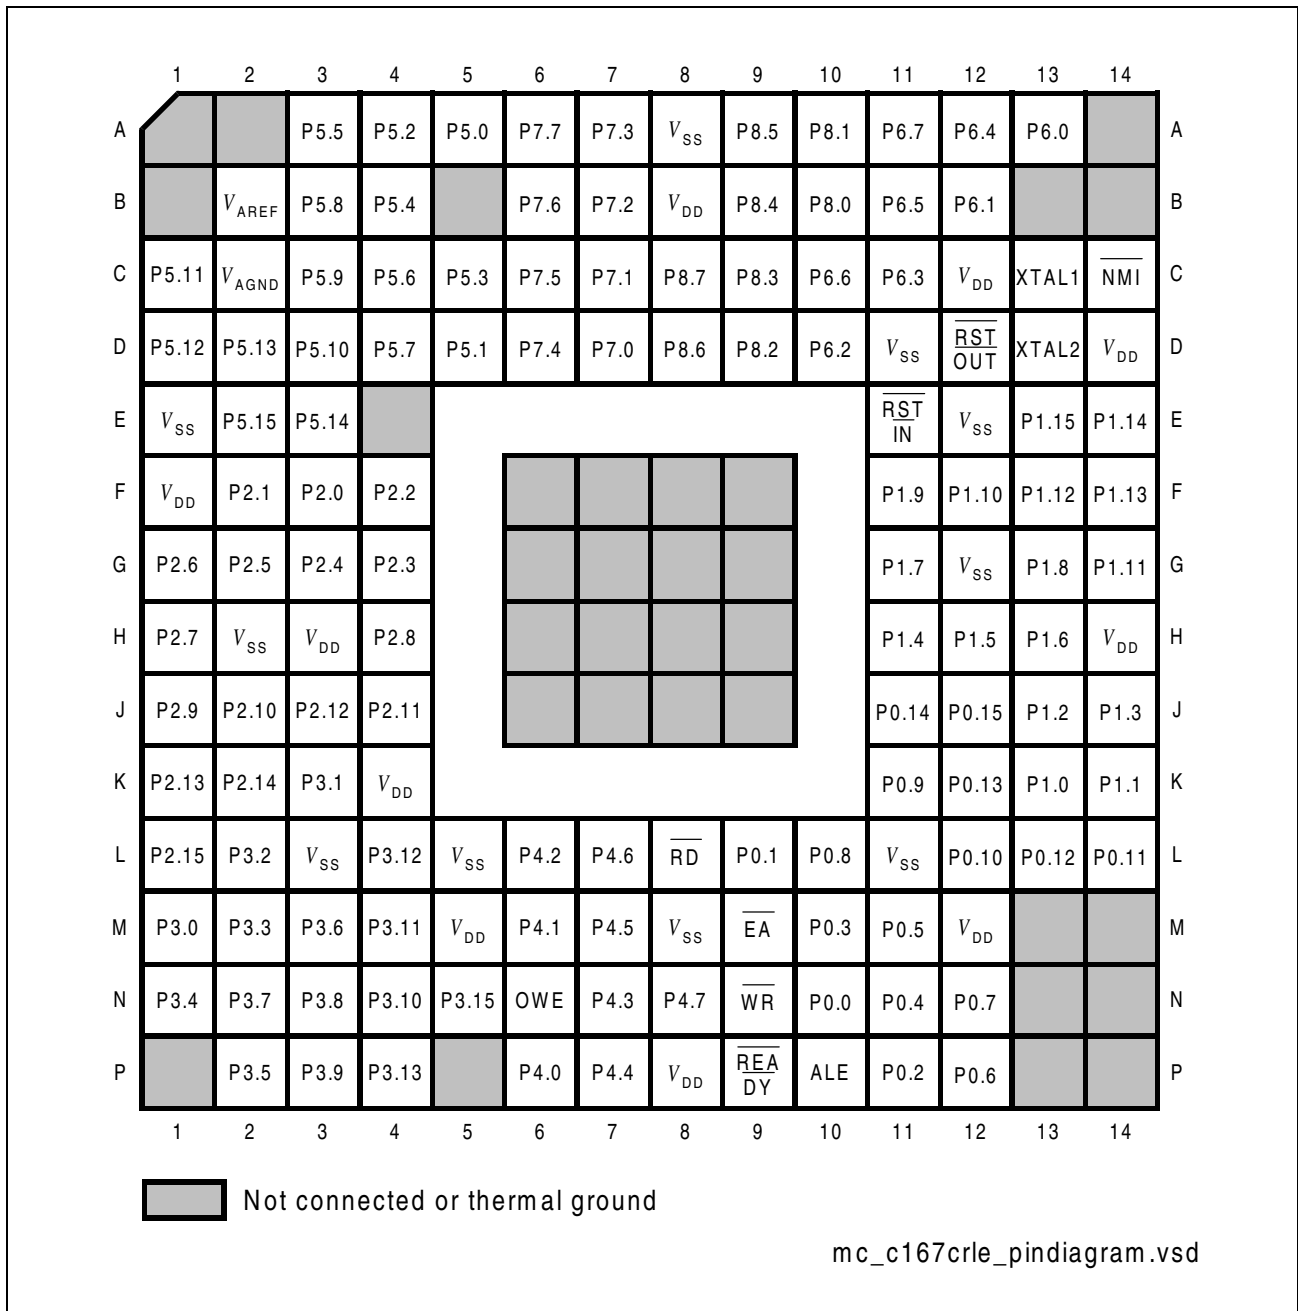 1 2 3 4 5 6 7 8 9 10 11 12 13 14
A P5.5 P5.2 P5.0 P7.7 P7.3 VSS P8.5 P8.1 P6.7 P6.4 P6.0 A
B VAREF P5.8 P5.4 P7.6 P7.2 VDD P8.4 P8.0 P6.5 P6.1 B
C P5.11 VAGND P5.9 P5.6 P5.3 P7.5 P7.1 P8.7 P8.3 P6.6 P6.3 VDD XTAL1 NMI C
D P5.12 P5.13 P5.10 P5.7 P5.1 P7.4 P7.0 P8.6 P8.2 P6.2 VSS RST OUT XTAL2 VDD D
E VSS P5.15 P5.14 RST IN VSS P1.15 P1.14 E
F VDD P2.1 P2.0 P2.2 P1.9 P1.10 P1.12 P1.13 F
G P2.6 P2.5 P2.4 P2.3 P1.7 VSS P1.8 P1.11 G
H P2.7 VSS VDD P2.8 P1.4 P1.5 P1.6 VDD H
J P2.9 P2.10 P2.12 P2.11 P0.14 P0.15 P1.2 P1.3 J
K P2.13 P2.14 P3.1 VDD P0.9 P0.13 P1.0 P1.1 K
L P2.15 P3.2 VSS P3.12 VSS P4.2 P4.6 RD P0.1 P0.8 VSS P0.10 P0.12 P0.11 L
M P3.0 P3.3 P3.6 P3.11 VDD P4.1 P4.5 VSS EA P0.3 P0.5 VDD M
N P3.4 P3.7 P3.8 P3.10 P3.15 OWE P4.3 P4.7 WR P0.0 P0.4 P0.7 N
P P3.5 P3.9 P3.13 P4.0 P4.4 VDD REA DY ALE P0.2 P0.6 P
1 2 3 4 5 6 7 8 9 10 11 12 13 14
Not connected or thermal ground
mc_c167crle_pindiagram.vsd